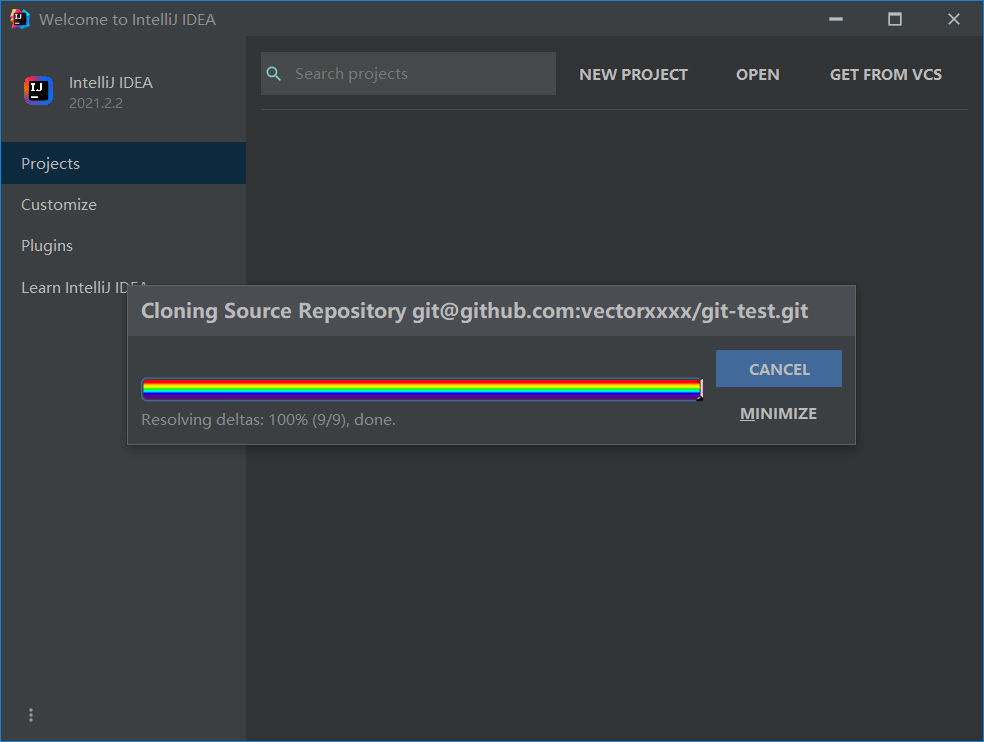 Welcome to IntelliJ IDEA
IJ
IntelliJ IDEA
2021.2.2
Search projects
NEW PROJECT
OPEN
GET FROM VCS
Projects
Customize
Plugins
Learn IntelliJ IDEA
Cloning Source Repository git@github.com:vectorxxxx/git-test.git
CANCEL
Resolving deltas: 100% (9/9), done.
MINIMIZE